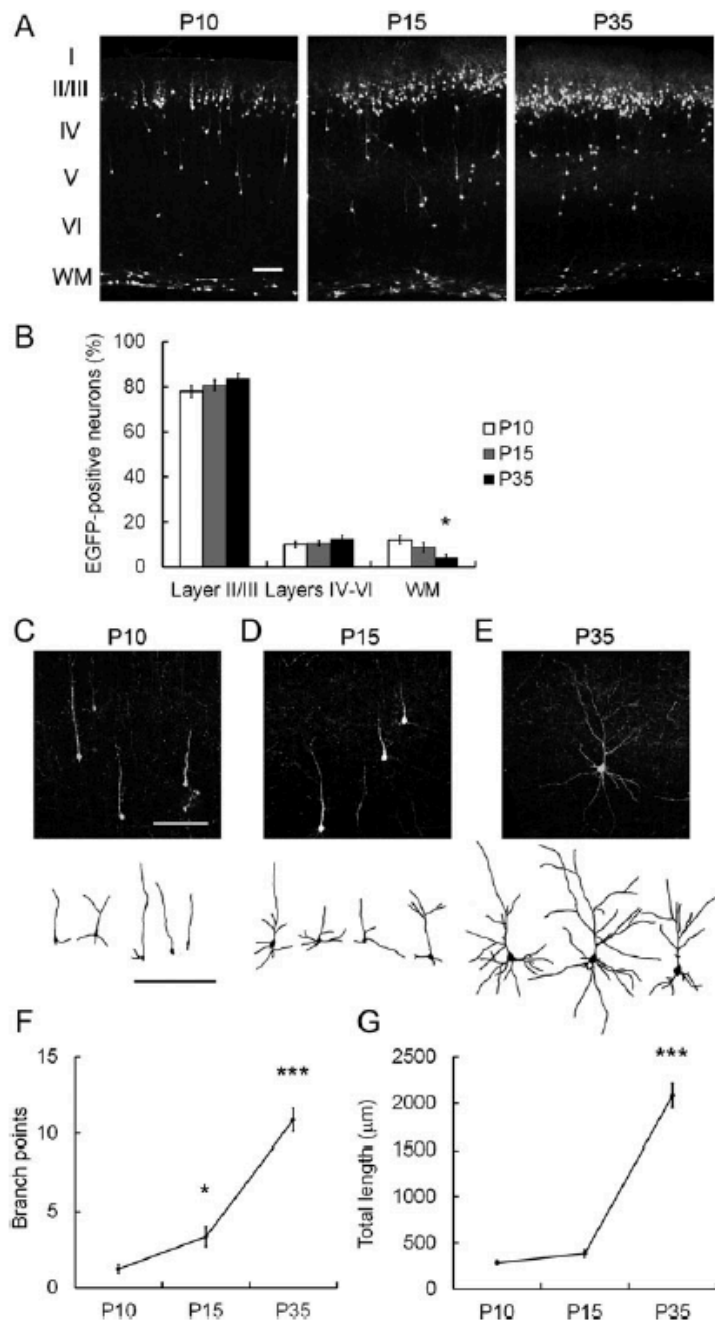 A
P10 P15 P35
I
II/III
IV
V
VI
WM
B
EGFP-positive neurons (%)
100
80
60
40
20
0
P10
P15
P35
*
Layer II/III Layers IV-VI WM
C P10 D P15 E P35
F
Branch points
15
10
5
0
*
***
P10 P15 P35
G
Total length (μm)
2500
2000
1500
1000
500
0
***
P10 P15 P35